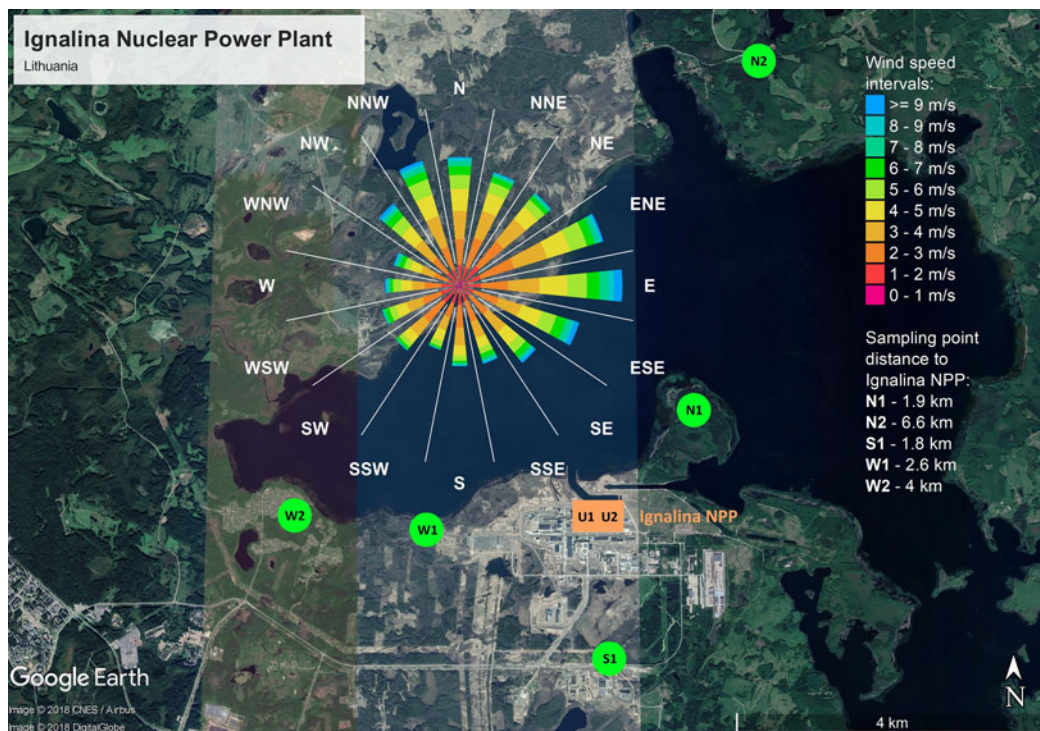 Ignalina Nuclear Power Plant
Lithuania
N
NNW
NNE
NW
NE
WNW
ENE
W
E
WSW
ESE
SW
SE
SSW
SSE
S
N2
N1
W2
W1
U1 U2
Ignalina NPP
S1
Wind speed
intervals:
>= 9 m/s
8 - 9 m/s
7 - 8 m/s
6 - 7 m/s
5 - 6 m/s
4 - 5 m/s
3 - 4 m/s
2 - 3 m/s
1 - 2 m/s
0 - 1 m/s
Sampling point
distance to
Ignalina NPP:
N1 - 1.9 km
N2 - 6.6 km
S1 - 1.8 km
W1 - 2.6 km
W2 - 4 km
Google Earth
Image © 2018 CNES / Airbus
Image © 2018 DigitalGlobe
N
4 km